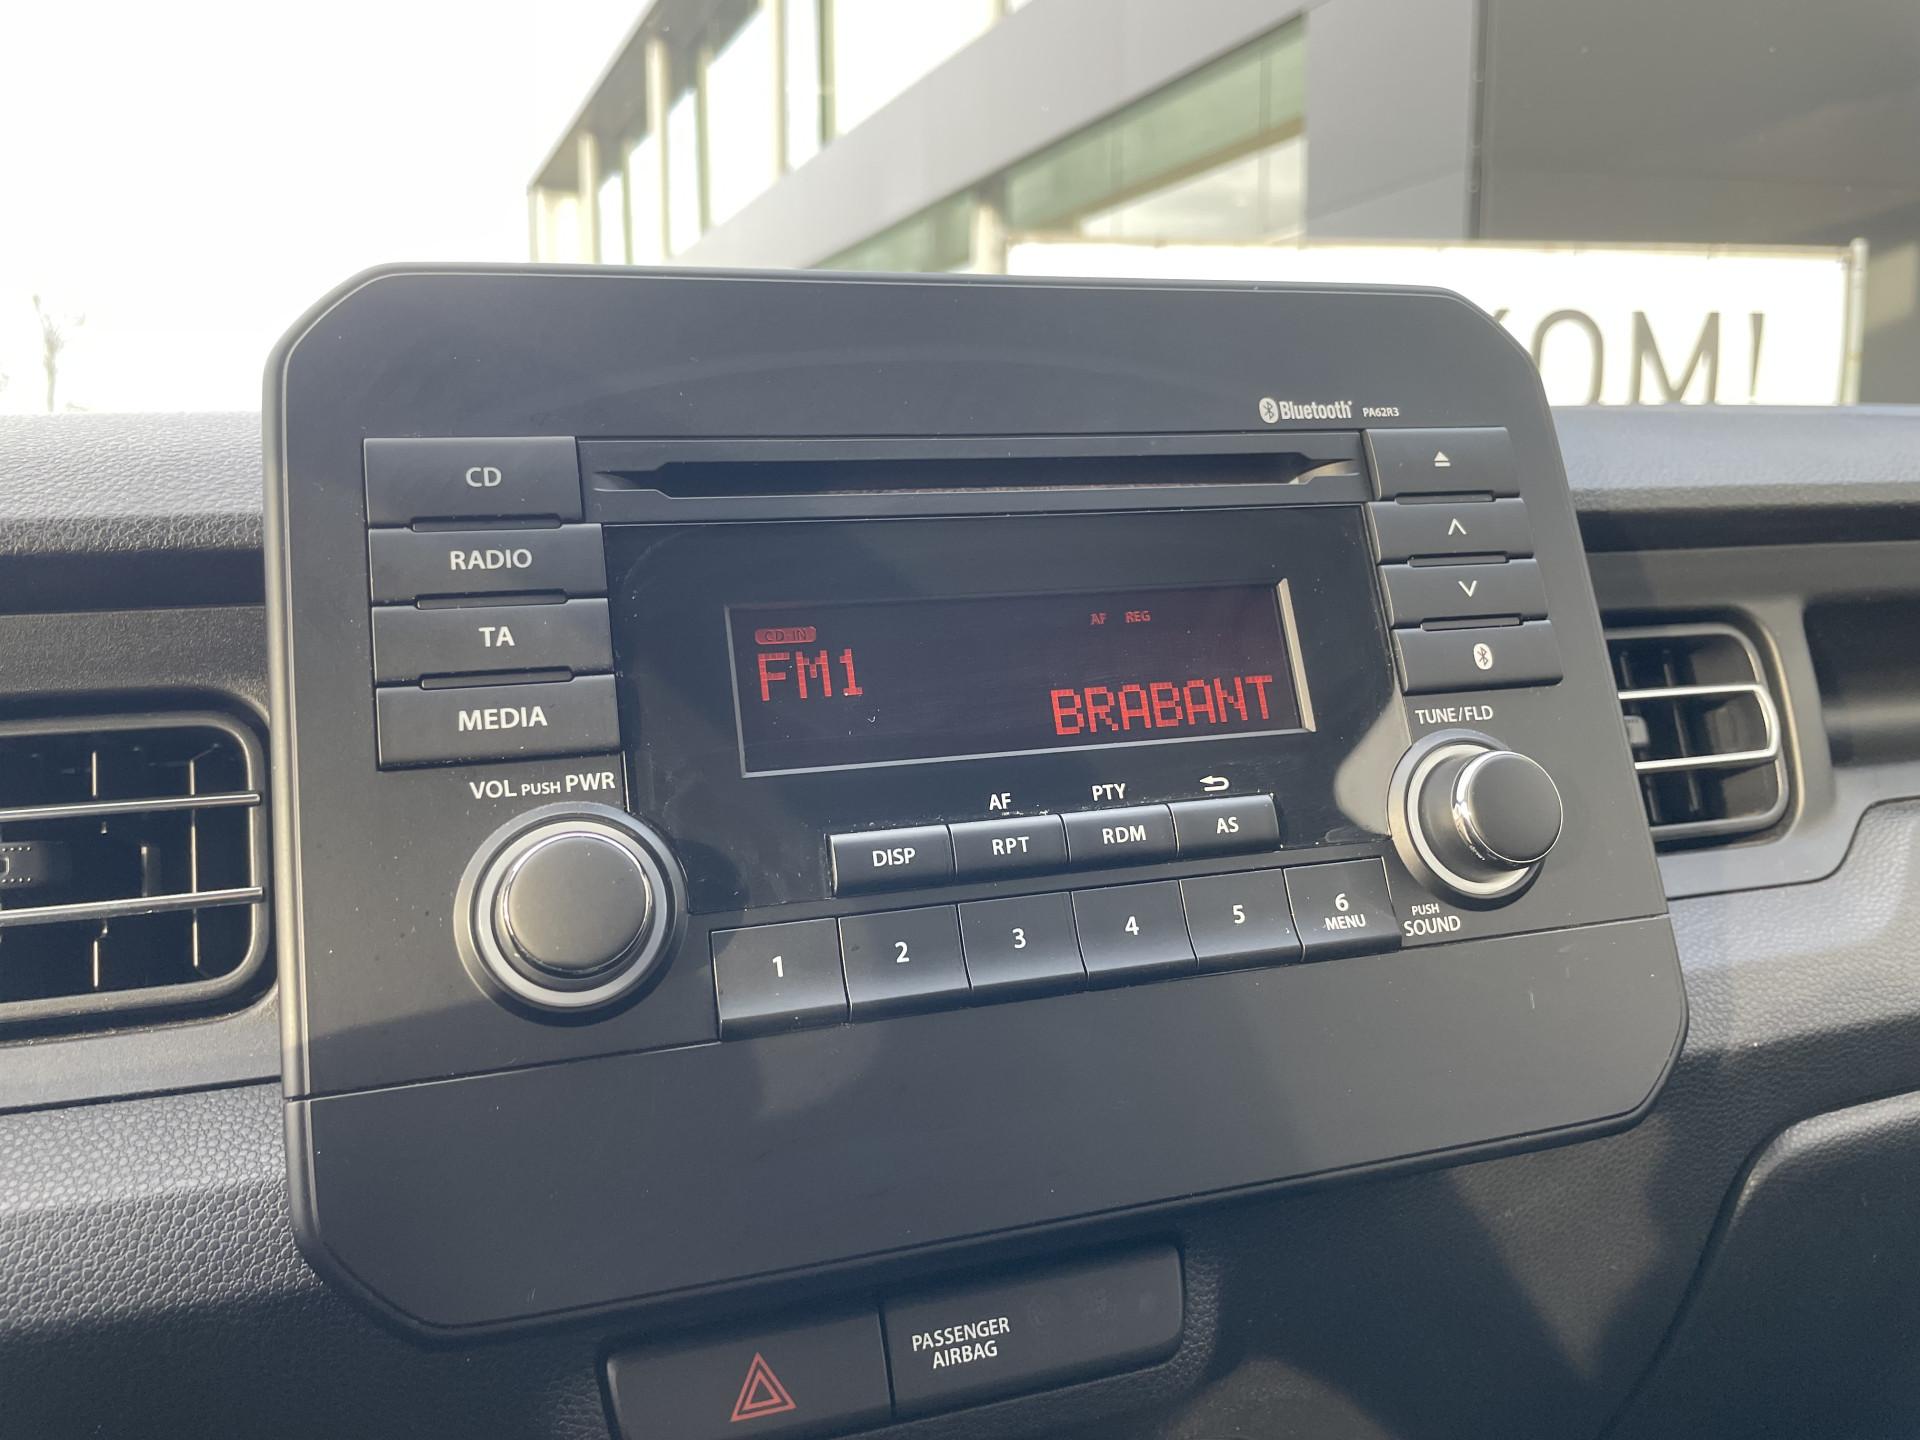 KOM!
Bluetooth PA62R3
CD
RADIO
TA
MEDIA
VOL PUSH PWR
CD-IN
AF REG
FM1
BRABANT
TUNE/FLD
AF PTY
DISP RPT RDM AS
1 2 3 4 5 6
MENU
PUSH
SOUND
PASSENGER
AIRBAG